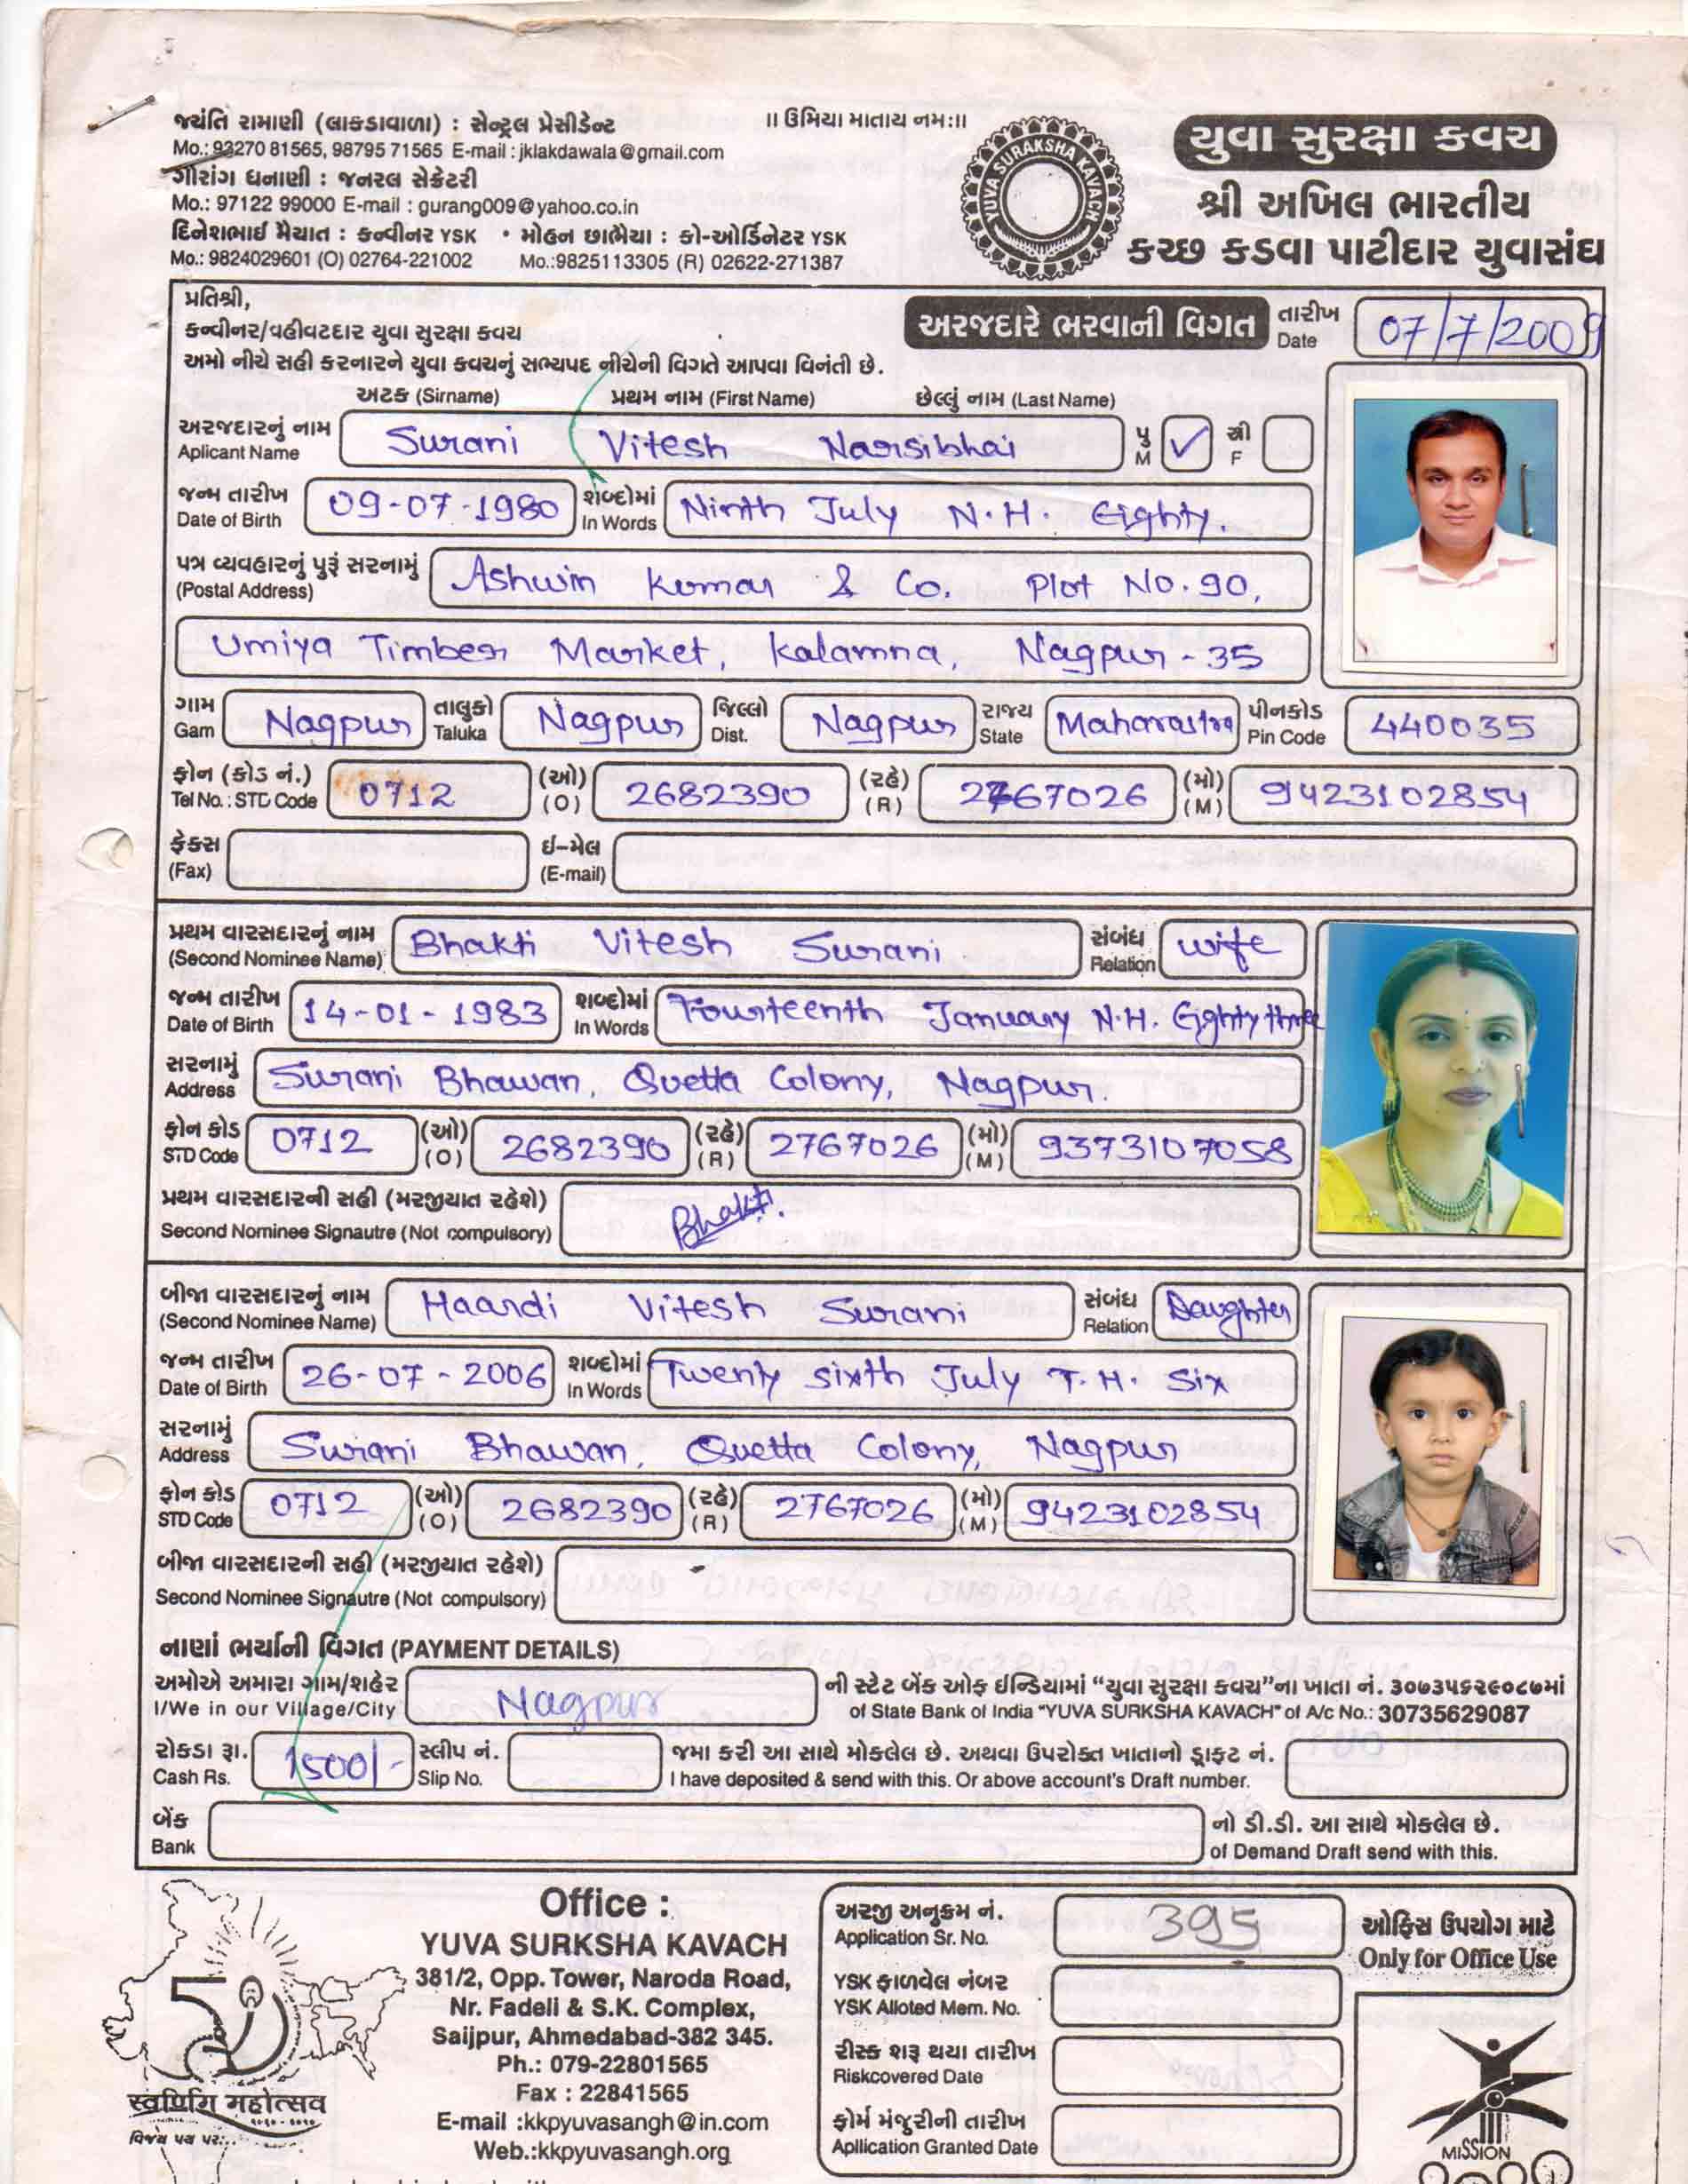 જયંતિ રામાણી (લાકડાવાળા) : સેન્ટ્રલ પ્રેસીડેન્ટ
Mo.: 93270 81565, 98795 71565 E-mail : jklakdawala@gmail.com
ગૌરાંગ ધનાણી : જનરલ સેક્રેટરી
Mo.: 97122 99000 E-mail : gurang009@yahoo.co.in
દિનેશભાઈ મૈયાત : કન્વીનર YSK • મોહન છાભૈયા : કો-ઓર્ડિનેટર YSK
Mo.: 9824029601 (O) 02764-221002 Mo.:9825113305 (R) 02622-271387
॥ ઉમિયા માતાય નમઃ॥
YUVA SURAKSHA KAVACH
યુવા સુરક્ષા કવચ
શ્રી અખિલ ભારતીય
કચ્છ કડવા પાટીદાર યુવાસંઘ
પ્રતિશ્રી,
કન્વીનર/વહીવટદાર યુવા સુરક્ષા કવચ
અરજદારે ભરવાની વિગત તારીખ Date 07/7/2009
અમો નીચે સહી કરનારને યુવા કવચનું સભ્યપદ નીચેની વિગતે આપવા વિનંતી છે.
અટક (Sirname) પ્રથમ નામ (First Name) છેલ્લું નામ (Last Name)
અરજદારનું નામ Aplicant Name Surani Vitesh Narsibhai પુ M ✓ સ્રી F
જન્મ તારીખ Date of Birth 09-07-1980 શબ્દોમાં In Words Ninth July N.H. Eighty.
પત્ર વ્યવહારનું પુરૂં સરનામું (Postal Address) Ashwin Kumar & Co. Plot No. 90,
Umiya Timber Market, Kalamna, Nagpur - 35
ગામ Gam Nagpur તાલુકો Taluka Nagpur જિલ્લો Dist. Nagpur રાજ્ય State Maharastra પીનકોડ Pin Code 440035
ફોન (કોડ નં.) Tel No. : STD Code 0712 (ઓ) (O) 2682390 (રહે) (R) 2767026 (મો) (M) 9423102854
ફેક્સ (Fax) ઈ-મેલ (E-mail)
પ્રથમ વારસદારનું નામ (Second Nominee Name) Bhakti Vitesh Surani સંબંધ Relation wife
જન્મ તારીખ Date of Birth 14-01-1983 શબ્દોમાં In Words Fourteenth January N.H. Eighty three
સરનામું Address Surani Bhawan, Quetta Colony, Nagpur.
ફોન કોડ STD Code 0712 (ઓ) (O) 2682390 (રહે) (R) 2767026 (મો) (M) 9373107058
પ્રથમ વારસદારની સહી (મરજીયાત રહેશે)
Second Nominee Signautre (Not compulsory) Bhakti.
બીજા વારસદારનું નામ (Second Nominee Name) Haardi Vitesh Surani સંબંધ Relation Daughter
જન્મ તારીખ Date of Birth 26-07-2006 શબ્દોમાં In Words Twenty sixth July T.H. Six
સરનામું Address Surani Bhawan, Quetta Colony, Nagpur
ફોન કોડ STD Code 0712 (ઓ) (O) 2682390 (રહે) (R) 2767026 (મો) (M) 9423102854
બીજા વારસદારની સહી (મરજીયાત રહેશે)
Second Nominee Signautre (Not compulsory)
નાણાં ભર્યાની વિગત (PAYMENT DETAILS)
અમોએ અમારા ગામ/શહેર Nagpur ની સ્ટેટ બેંક ઓફ ઈન્ડિયામાં “યુવા સુરક્ષા કવચ”ના ખાતા નં. ૩૦૭૩૫૬૨૯૦૮૭માં
I/We in our Village/City of State Bank of India "YUVA SURKSHA KAVACH" of A/c No.: 30735629087
રોકડા રૂા. Cash Rs. 1500/- સ્લીપ નં. Slip No. જમા કરી આ સાથે મોકલેલ છે. અથવા ઉપરોક્ત ખાતાનો ડ્રાફ્ટ નં.
I have deposited & send with this. Or above account's Draft number.
બેંક Bank નો ડી.ડી. આ સાથે મોકલેલ છે.
of Demand Draft send with this.
50
स्वर्णिम महोत्सव
Office :
YUVA SURKSHA KAVACH
381/2, Opp. Tower, Naroda Road,
Nr. Fadeli & S.K. Complex,
Saijpur, Ahmedabad-382 345.
Ph.: 079-22801565
Fax : 22841565
E-mail :kkpyuvasangh@in.com
Web.:kkpyuvasangh.org
અરજી અનુક્રમ નં. Application Sr. No. 395
ઓફિસ ઉપયોગ માટે
Only for Office Use
YSK ફાળવેલ નંબર
YSK Alloted Mem. No.
રીસ્ક શરૂ થયા તારીખ
Riskcovered Date
ફોર્મ મંજુરીની તારીખ
Apllication Granted Date
MISSION